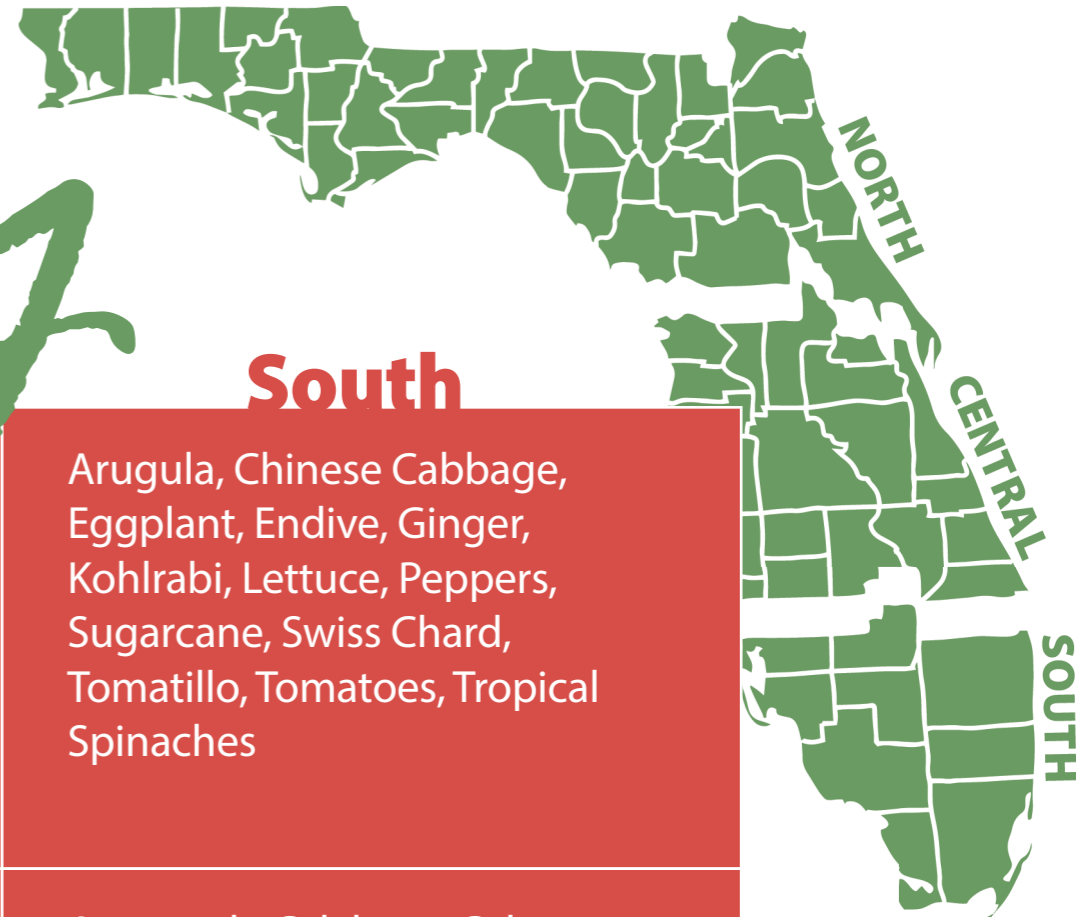 NORTH
CENTRAL
SOUTH
South
Arugula, Chinese Cabbage,
Eggplant, Endive, Ginger,
Kohlrabi, Lettuce, Peppers,
Sugarcane, Swiss Chard,
Tomatillo, Tomatoes, Tropical
Spinaches